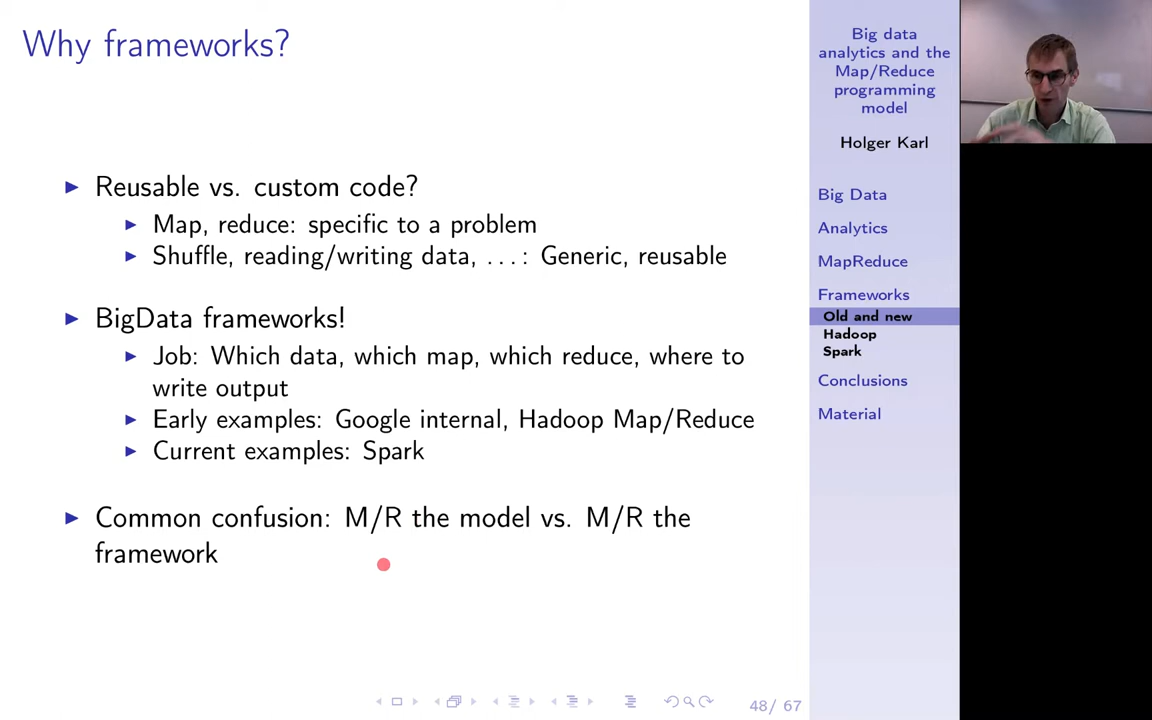 Why frameworks?
Reusable vs. custom code?
Map, reduce: specific to a problem
Shuffle, reading/writing data, ...: Generic, reusable
BigData frameworks!
Job: Which data, which map, which reduce, where to
write output
Early examples: Google internal, Hadoop Map/Reduce
Current examples: Spark
Common confusion: M/R the model vs. M/R the
framework
48/ 67
Big data
analytics and the
Map/Reduce
programming
model
Holger Karl
Big Data
Analytics
MapReduce
Frameworks
Old and new
Hadoop
Spark
Conclusions
Material